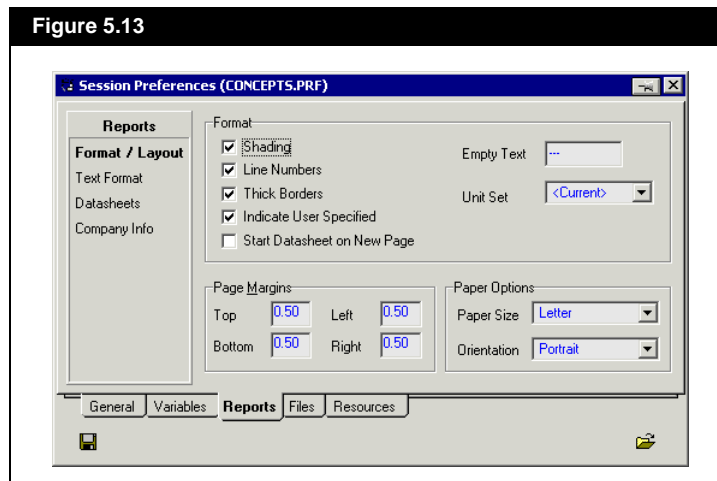 Figure 5.13
Session Preferences (CONCEPTS.PRF)
Reports
Format / Layout
Text Format
Datasheets
Company Info
Format
Shading
Line Numbers
Thick Borders
Indicate User Specified
Start Datasheet on New Page
Empty Text ---
Unit Set <Current>
Page Margins
Top 0.50 Left 0.50
Bottom 0.50 Right 0.50
Paper Options
Paper Size Letter
Orientation Portrait
General Variables Reports Files Resources